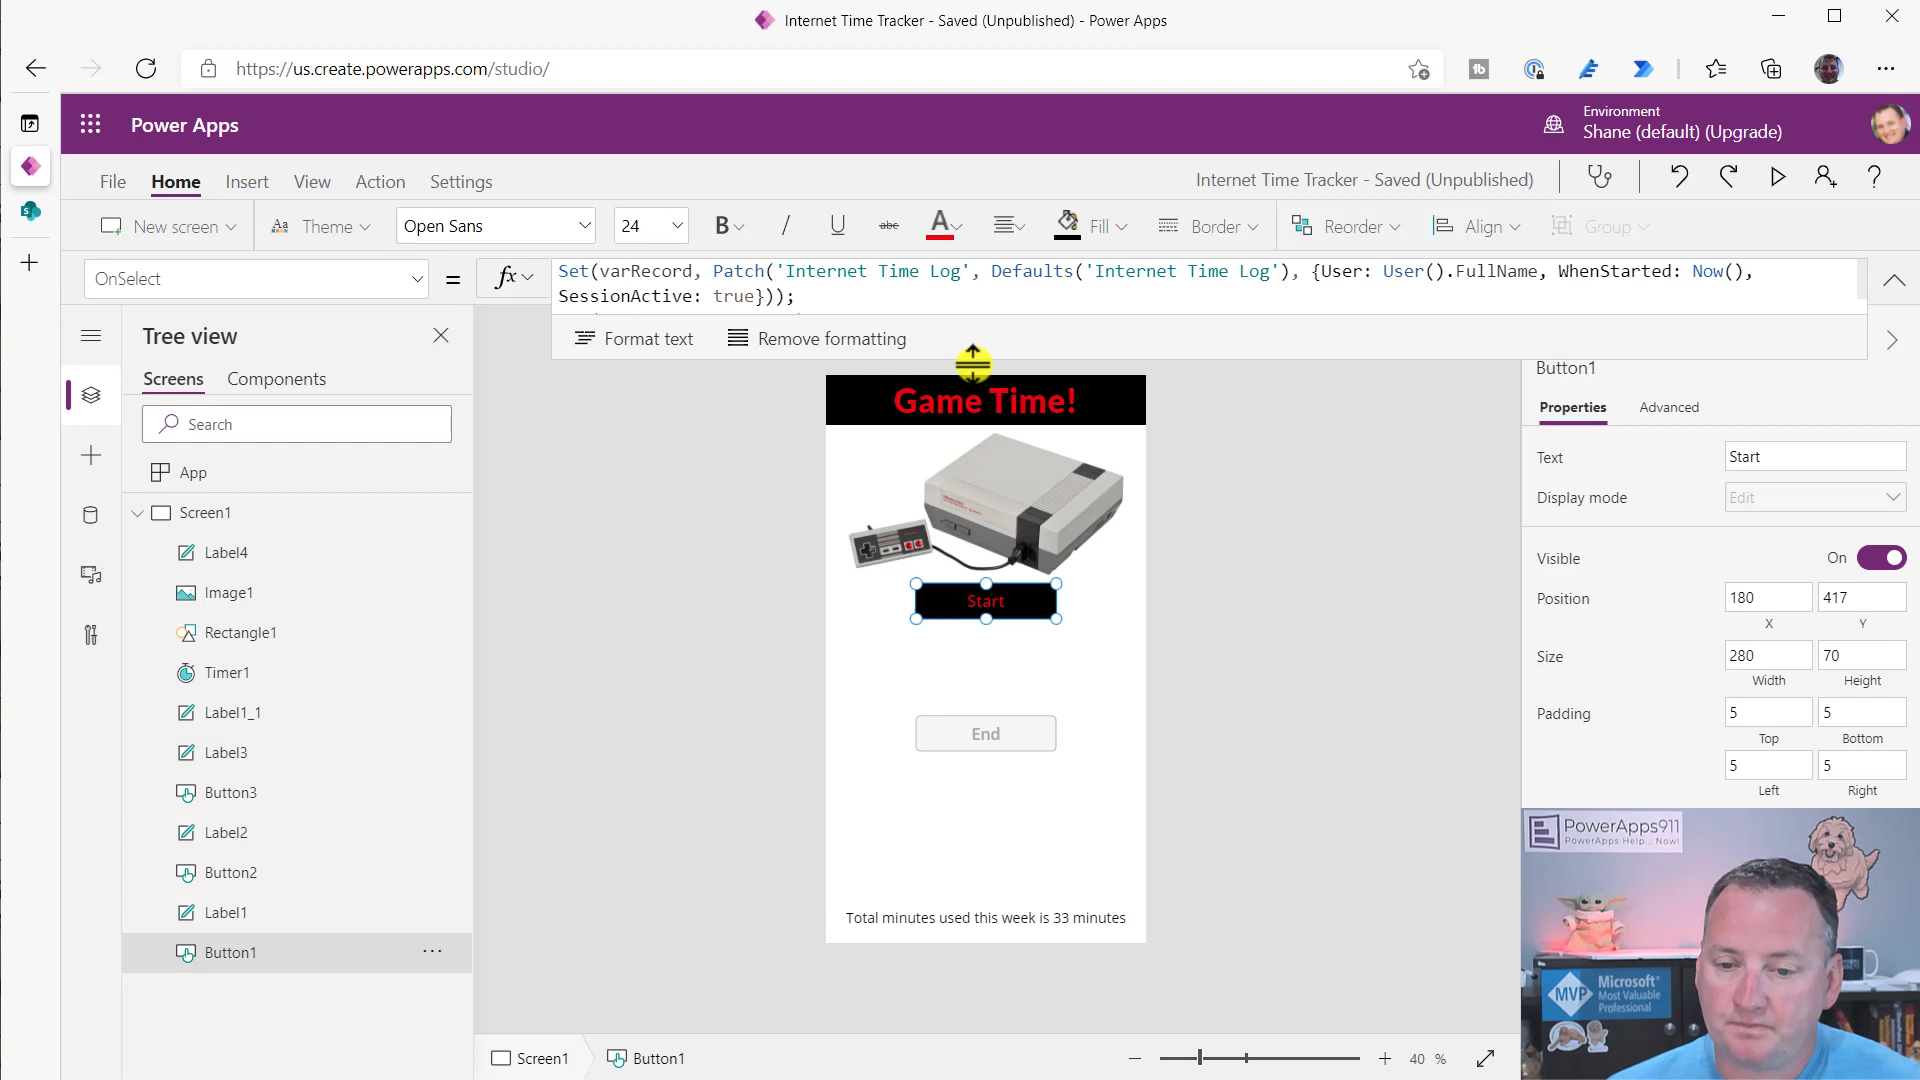 Internet Time Tracker - Saved (Unpublished) - Power Apps
https://us.create.powerapps.com/studio/
Power Apps
Environment
Shane (default) (Upgrade)
File Home Insert View Action Settings
Internet Time Tracker - Saved (Unpublished)
New screen Theme Open Sans 24 B / U abc A Fill Border Reorder Align Group
OnSelect = fx
Set(varRecord, Patch('Internet Time Log', Defaults('Internet Time Log'), {User: User().FullName, WhenStarted: Now(),
SessionActive: true}));
Format text Remove formatting
Tree view
Screens Components
Search
App
Screen1
Label4
Image1
Rectangle1
Timer1
Label1_1
Label3
Button3
Label2
Button2
Label1
Button1
Game Time!
Start
End
Total minutes used this week is 33 minutes
Button1
Properties Advanced
Text Start
Display mode Edit
Visible On
Position 180 417
X Y
Size 280 70
Width Height
Padding 5 5
Top Bottom
5 5
Left Right
PowerApps911
PowerApps Help... Now!
Microsoft
MVP Most Valuable
Professional
Screen1 Button1
40 %